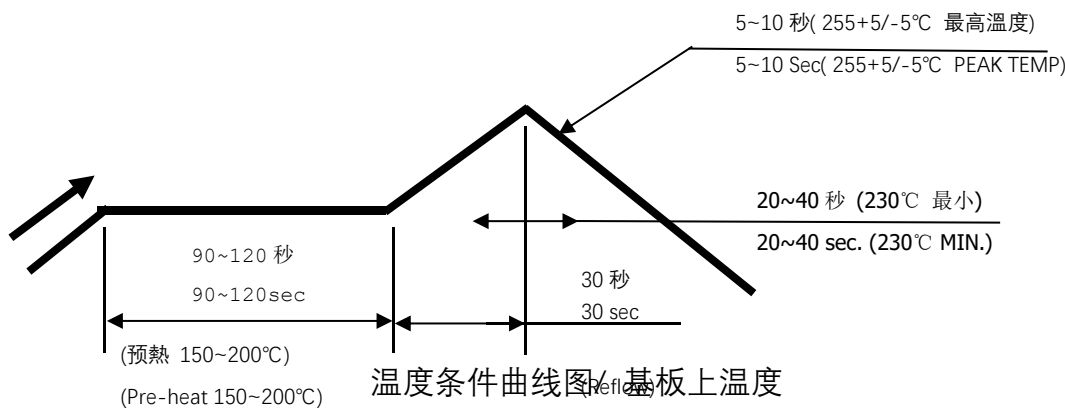 5~10 秒( 255+5/-5℃ 最高溫度)
5~10 Sec( 255+5/-5℃ PEAK TEMP)
20~40 秒 (230℃ 最小)
20~40 sec. (230℃ MIN.)
90~120 秒
90~120sec
30 秒
30 sec
(预熱 150~200℃)
(Pre-heat 150~200℃)
(Reflow)
温度条件曲线图/ 基板上温度